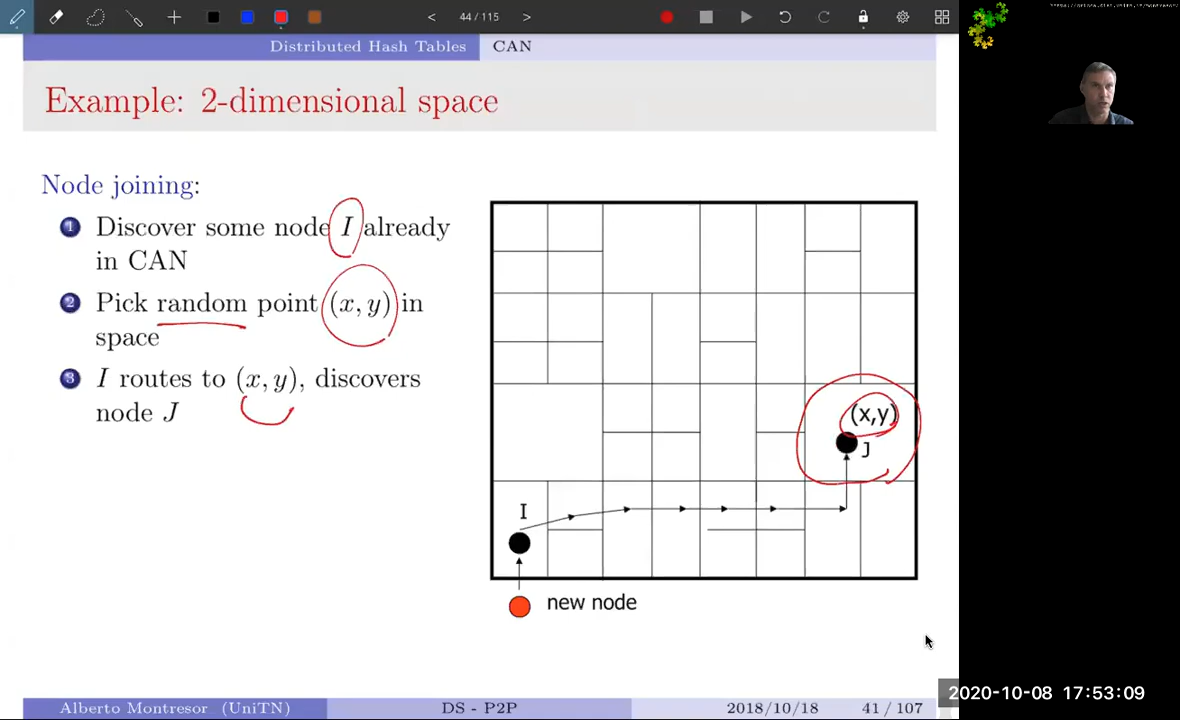 44 / 115
Distributed Hash Tables CAN
Example: 2-dimensional space
Node joining:
1 Discover some node I already
in CAN
2 Pick random point (x, y) in
space
3 I routes to (x, y), discovers
node J
(x,y)
J
I
new node
Alberto Montresor (UniTN) DS - P2P 2018/10/18 41 / 107
2020-10-08 17:53:09